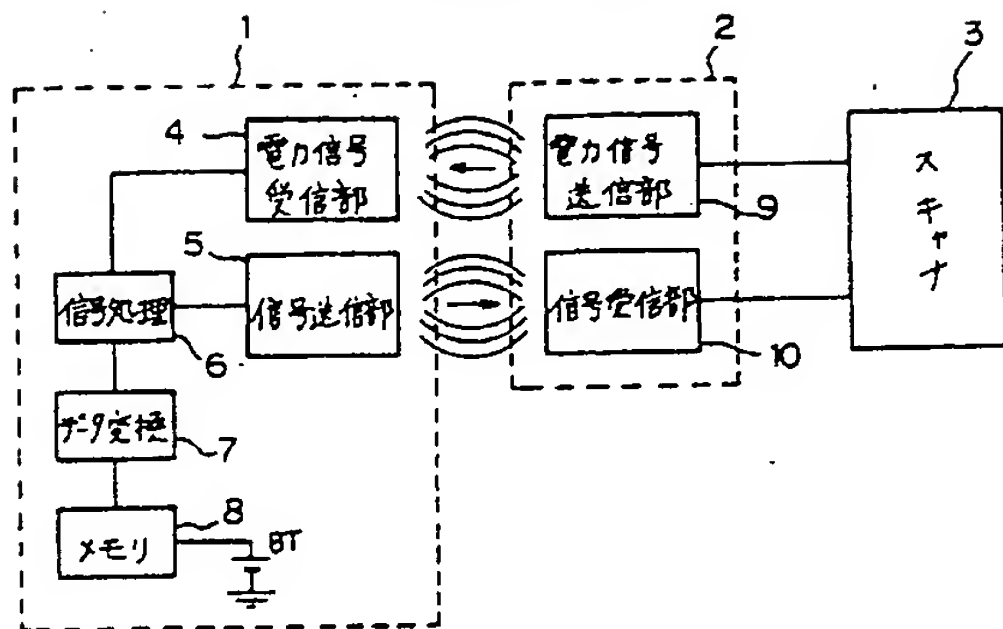 1
2
3
4
電力信号
受信部
電力信号
送信部
9
ス
キ
ャ
ナ
5
信号送信部
信号受信部
10
信号処理
6
データ変換
7
メモリ
8
BT